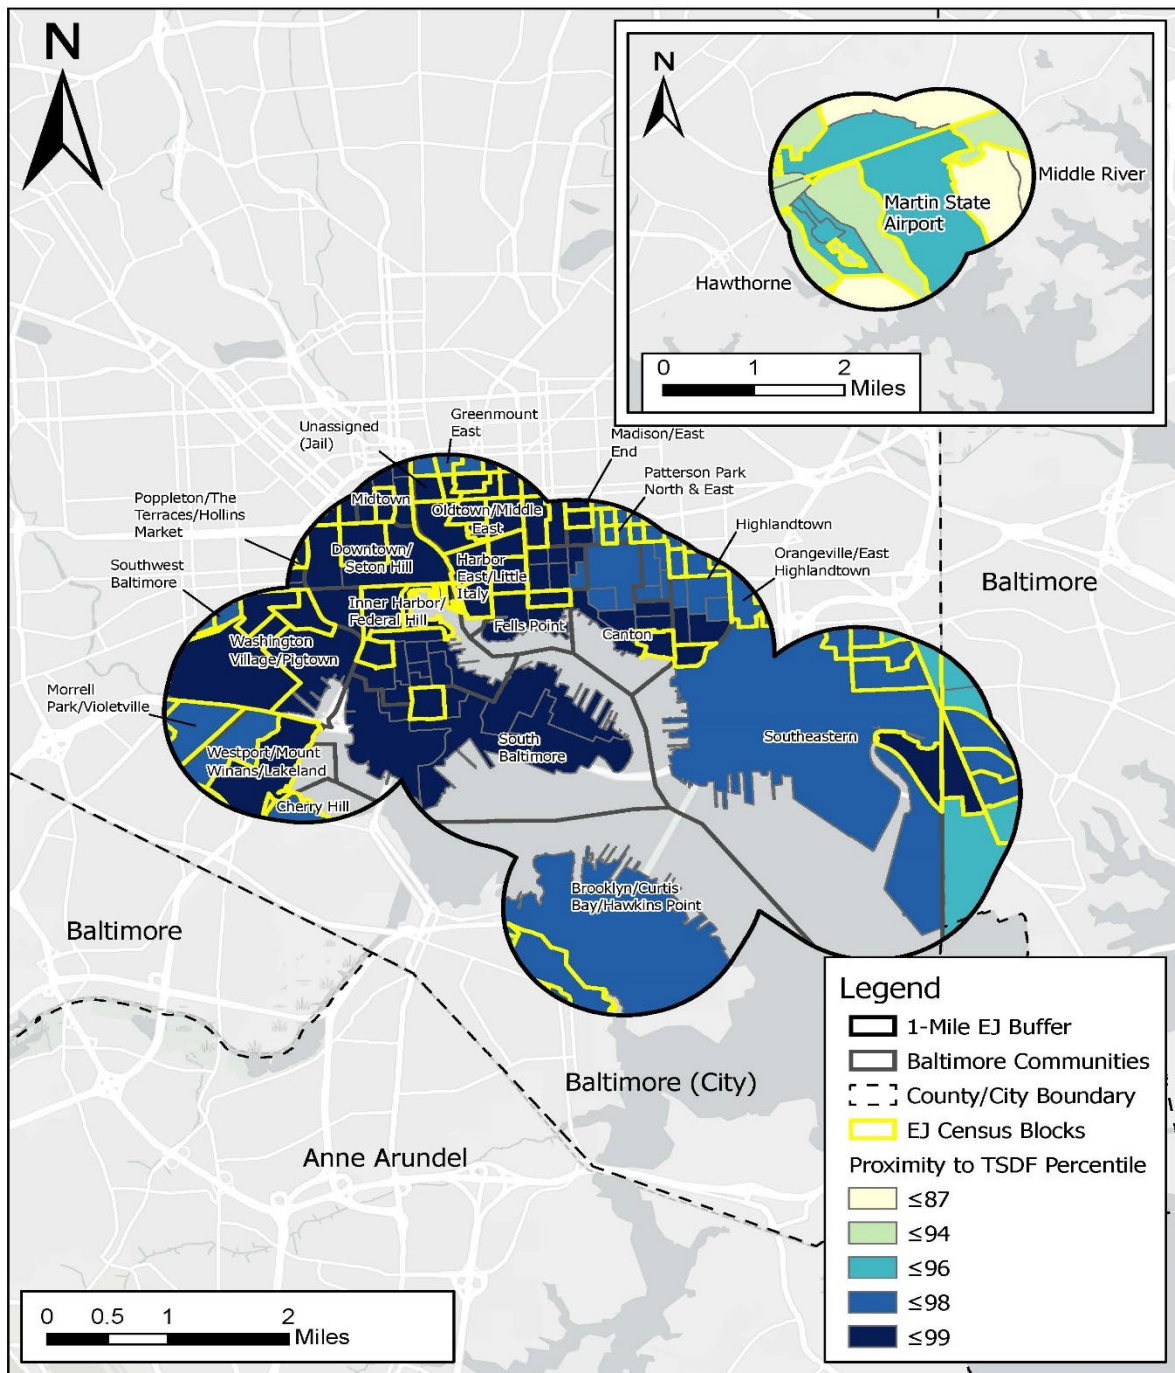 N
N
Middle River
Martin State
Airport
Hawthorne
0 1 2
Miles
Greenmount
East
Unassigned
(Jail)
Madison/East
End
Patterson Park
North & East
Poppleton/The
Terraces/Hollins
Market
Midtown
Oldtown/Middle
East
Highlandtown
Downtown/
Seton Hill
Harbor
East/Little
Italy
Orangeville/East
Highlandtown
Southwest
Baltimore
Baltimore
Inner Harbor/
Federal Hill
Fells Point
Canton
Washington
Village/Pigtown
Morrell
Park/Violetville
Westport/Mount
Winans/Lakeland
South
Baltimore
Southeastern
Cherry Hill
Brooklyn/Curtis
Bay/Hawkins Point
Baltimore
Baltimore (City)
Anne Arundel
Legend
1-Mile EJ Buffer
Baltimore Communities
County/City Boundary
EJ Census Blocks
Proximity to TSDF Percentile
≤87
≤94
≤96
≤98
≤99
0 0.5 1 2
Miles